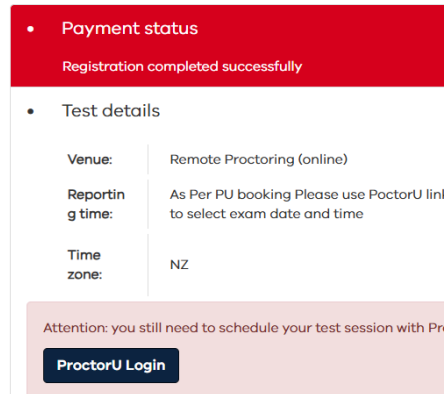 Payment status
Registration completed successfully
Test details
Venue: Remote Proctoring (online)
Reportin As Per PU booking Please use PoctorU lin
g time: to select exam date and time
Time
zone: NZ
Attention: you still need to schedule your test session with Pr
ProctorU Login